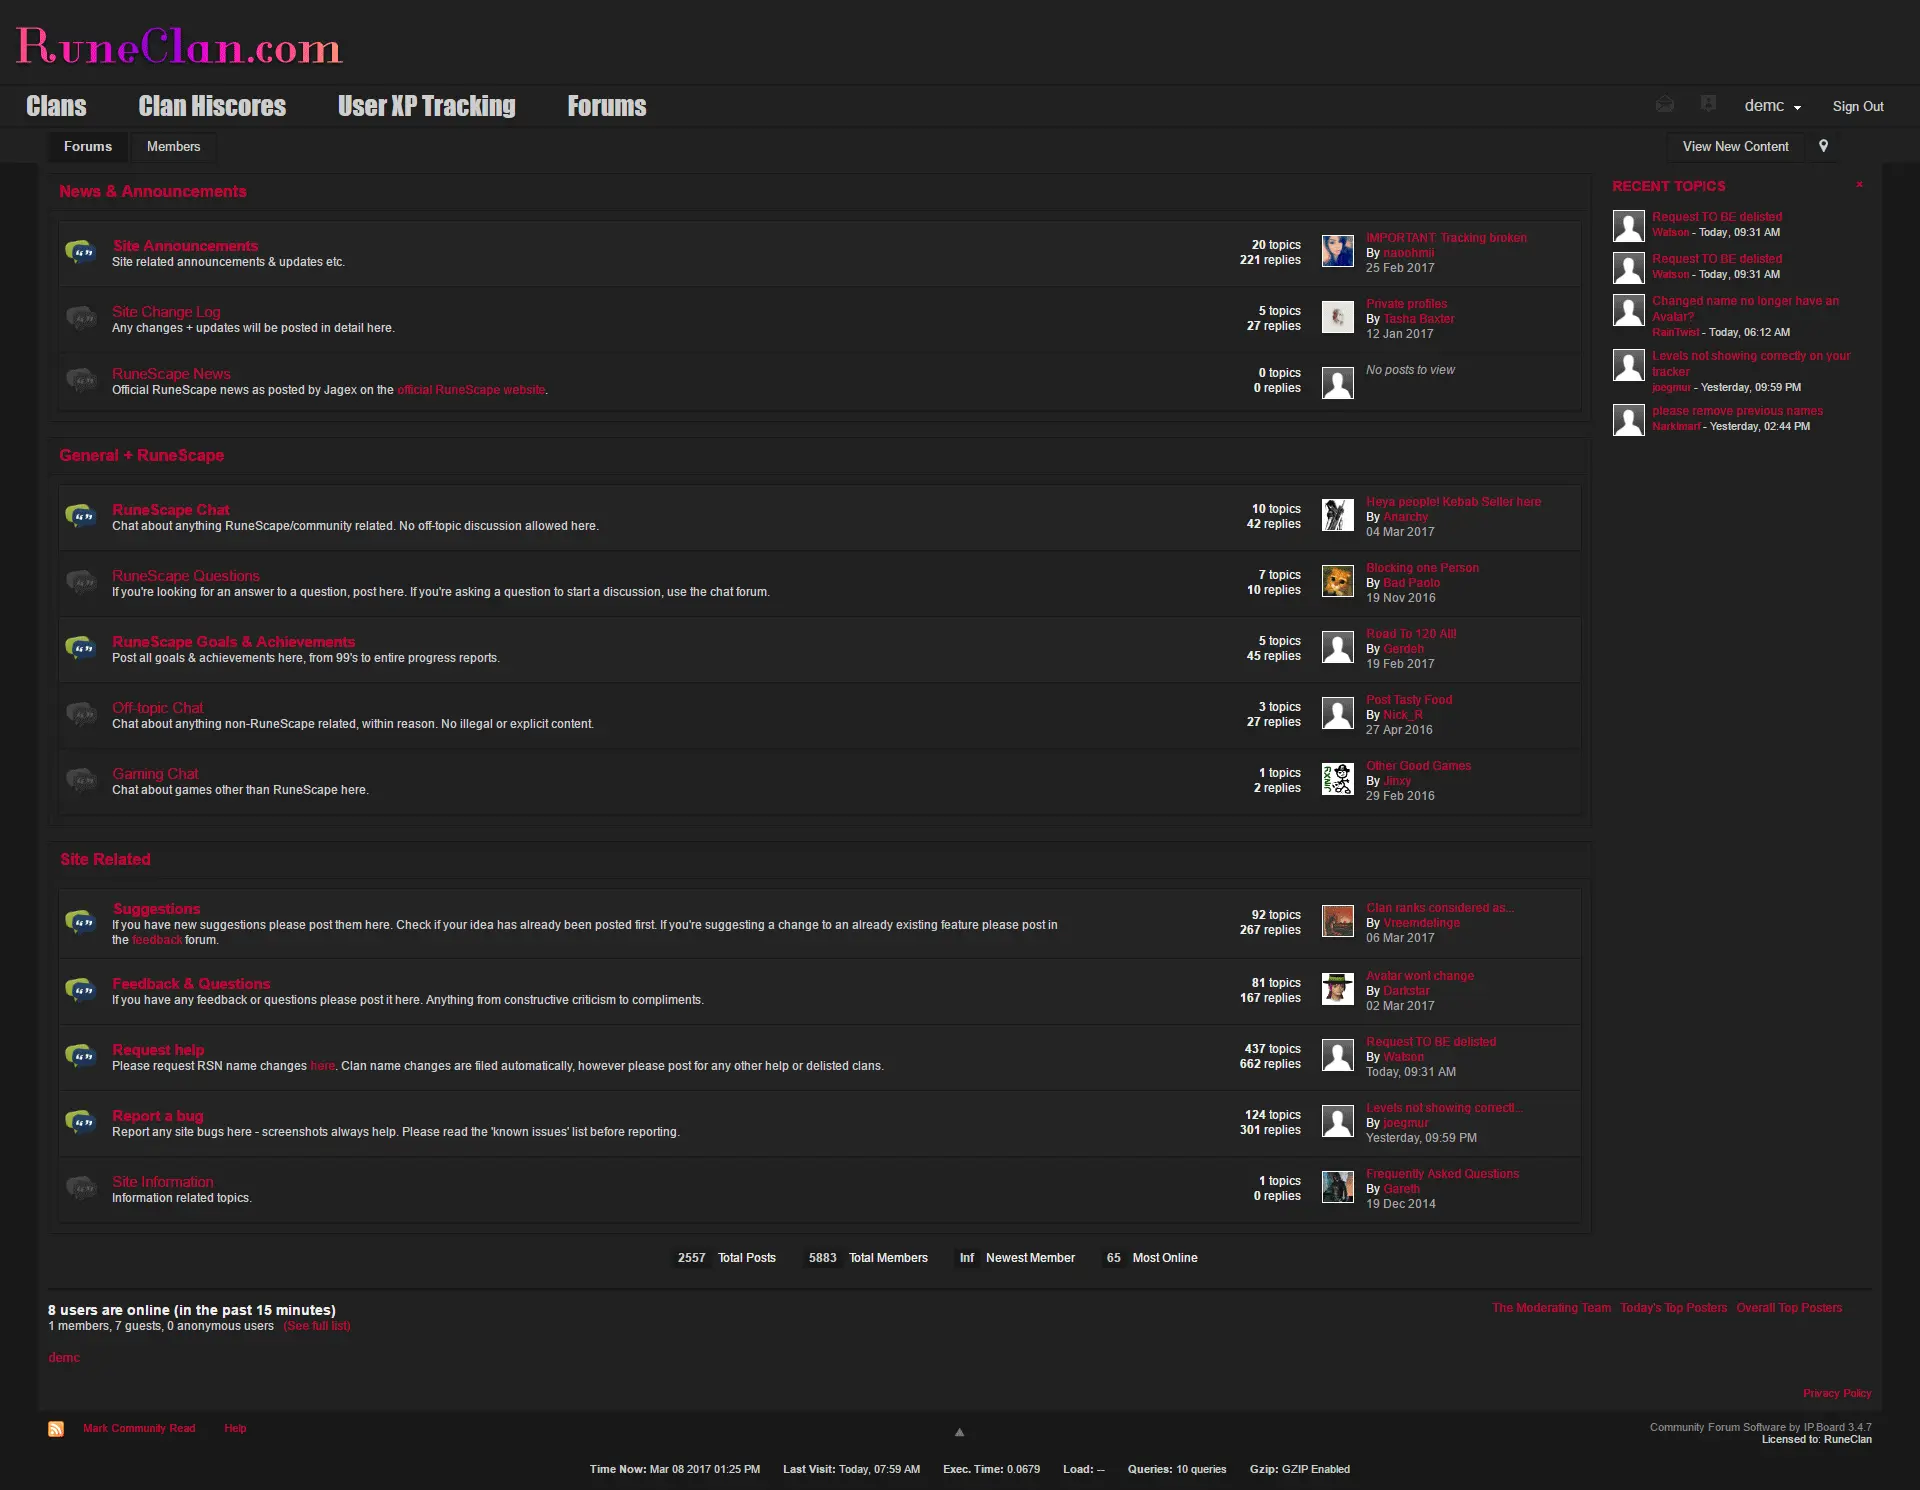 RuneClan.com
Clans
Clan Hiscores
User XP Tracking
Forums
demc
Sign Out
Forums
Members
View New Content
News & Announcements
Site Announcements
Site related announcements & updates etc.
20 topics
221 replies
IMPORTANT: Tracking broken
By nabohmii
25 Feb 2017
Site Change Log
Any changes + updates will be posted in detail here.
5 topics
27 replies
Private profiles
By Tasha Baxter
12 Jan 2017
RuneScape News
Official RuneScape news as posted by Jagex on the official RuneScape website.
0 topics
0 replies
No posts to view
General + RuneScape
RuneScape Chat
Chat about anything RuneScape/community related. No off-topic discussion allowed here.
10 topics
42 replies
Heya people! Kebab Seller here
By Anarchy
04 Mar 2017
RuneScape Questions
If you're looking for an answer to a question, post here. If you're asking a question to start a discussion, use the chat forum.
7 topics
10 replies
Blocking one Person
By Bad Paolo
19 Nov 2016
RuneScape Goals & Achievements
Post all goals & achievements here, from 99's to entire progress reports.
5 topics
45 replies
Road To 120 All!
By Gerdeh
19 Feb 2017
Off-topic Chat
Chat about anything non-RuneScape related, within reason. No illegal or explicit content.
3 topics
27 replies
Post Tasty Food
By Nick_R
27 Apr 2016
Gaming Chat
Chat about games other than RuneScape here.
1 topics
2 replies
Other Good Games
By Jinxy
29 Feb 2016
Site Related
Suggestions
If you have new suggestions please post them here. Check if your idea has already been posted first. If you're suggesting a change to an already existing feature please post in
the feedback forum.
92 topics
267 replies
Clan ranks considered as...
By Vreemdelinge
06 Mar 2017
Feedback & Questions
If you have any feedback or questions please post it here. Anything from constructive criticism to compliments.
81 topics
167 replies
Avatar wont change
By Darkstar
02 Mar 2017
Request help
Please request RSN name changes here. Clan name changes are filed automatically, however please post for any other help or delisted clans.
437 topics
662 replies
Request TO BE delisted
By Watson
Today, 09:31 AM
Report a bug
Report any site bugs here - screenshots always help. Please read the 'known issues' list before reporting.
124 topics
301 replies
Levels not showing correctl...
By joegmur
Yesterday, 09:59 PM
Site Information
Information related topics.
1 topics
0 replies
Frequently Asked Questions
By Gareth
19 Dec 2014
RECENT TOPICS
×
Request TO BE delisted
Watson - Today, 09:31 AM
Request TO BE delisted
Watson - Today, 09:31 AM
Changed name no longer have an
Avatar?
RainTwist - Today, 06:12 AM
Levels not showing correctly on your
tracker
joegmur - Yesterday, 09:59 PM
please remove previous names
Narkimarf - Yesterday, 02:44 PM
2557 Total Posts
5883 Total Members
Inf Newest Member
65 Most Online
8 users are online (in the past 15 minutes)
1 members, 7 guests, 0 anonymous users (See full list)
demc
The Moderating Team
Today's Top Posters
Overall Top Posters
Privacy Policy
Mark Community Read
Help
Community Forum Software by IP.Board 3.4.7
Licensed to: RuneClan
Time Now: Mar 08 2017 01:25 PM
Last Visit: Today, 07:59 AM
Exec. Time: 0.0679
Load: --
Queries: 10 queries
Gzip: GZIP Enabled